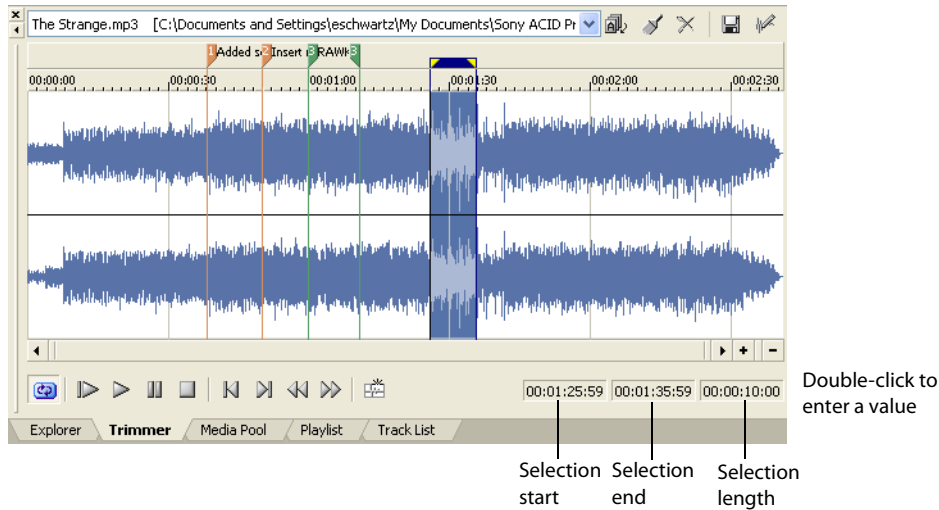 The Strange.mp3 [C:\Documents and Settings\eschwartz\My Documents\Sony ACID Pr
1 Added s 2 Insert 3 RAWK 3
00:00:00 00:00:30 00:01:00 00:01:30 00:02:00 00:02:30
00:01:25:59 00:01:35:59 00:00:10:00
Double-click to
enter a value
Explorer Trimmer Media Pool Playlist Track List
Selection start
Selection end
Selection length